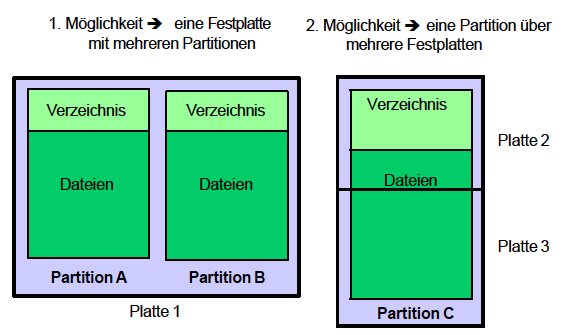 1. Möglichkeit ➔ eine Festplatte
mit mehreren Partitionen
2. Möglichkeit ➔ eine Partition über
mehrere Festplatten
Verzeichnis
Dateien
Partition A
Verzeichnis
Dateien
Partition B
Platte 1
Verzeichnis
Dateien
Partition C
Platte 2
Platte 3